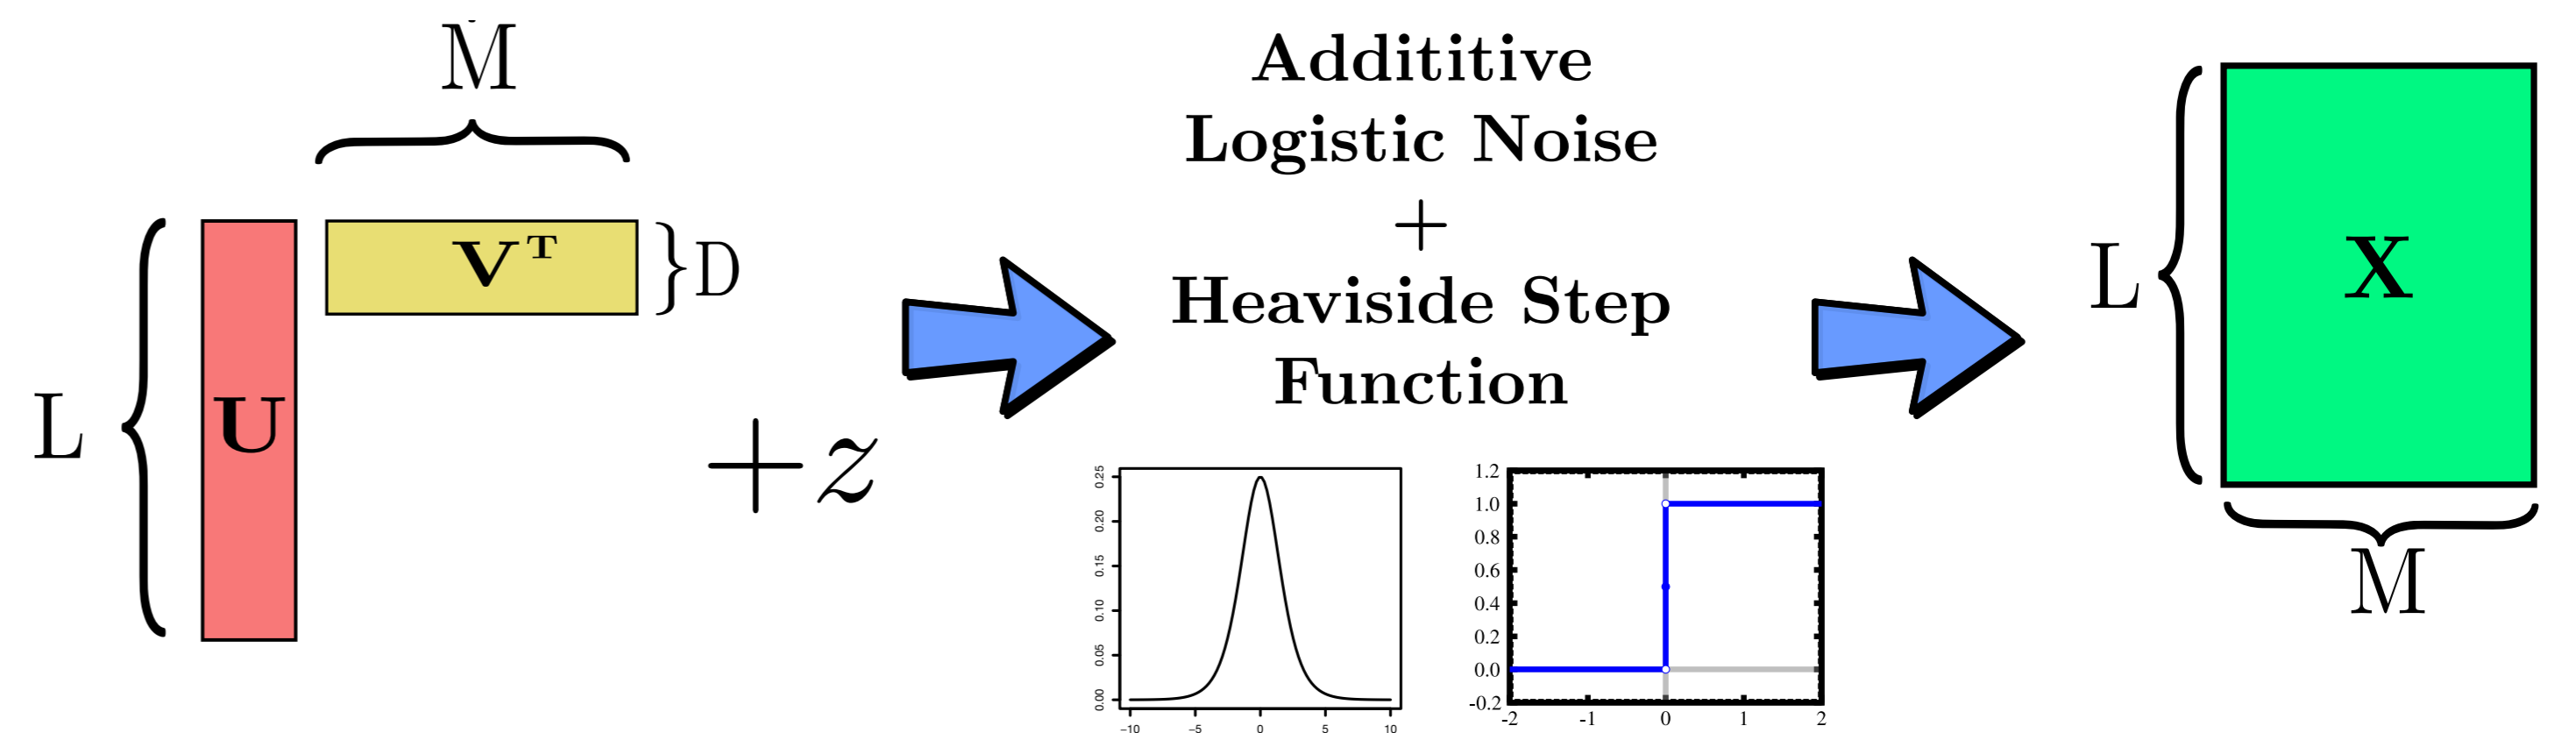 M
L
U
V^T
}D
+z
Addititive
Logistic Noise
+
Heaviside Step
Function
0.25
0.20
0.15
0.10
0.05
0.00
−10 −5 0 5 10
1.2
1.0
0.8
0.6
0.4
0.2
0.0
-0.2
-2 -1 0 1 2
L
X
M